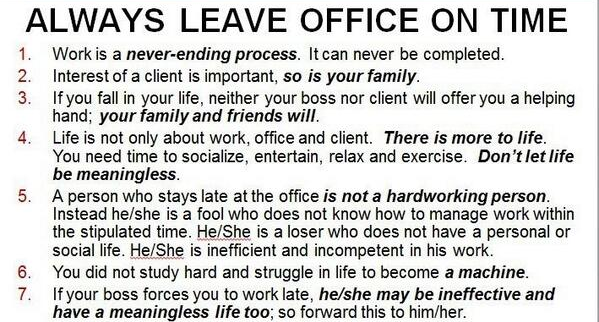 ALWAYS LEAVE OFFICE ON TIME
1. Work is a never-ending process. It can never be completed.
2. Interest of a client is important, so is your family.
3. If you fall in your life, neither your boss nor client will offer you a helping
hand; your family and friends will.
4. Life is not only about work, office and client. There is more to life.
You need time to socialize, entertain, relax and exercise. Don't let life
be meaningless.
5. A person who stays late at the office is not a hardworking person.
Instead he/she is a fool who does not know how to manage work within
the stipulated time. He/She is a loser who does not have a personal or
social life. He/She is inefficient and incompetent in his work.
6. You did not study hard and struggle in life to become a machine.
7. If your boss forces you to work late, he/she may be ineffective and
have a meaningless life too; so forward this to him/her.